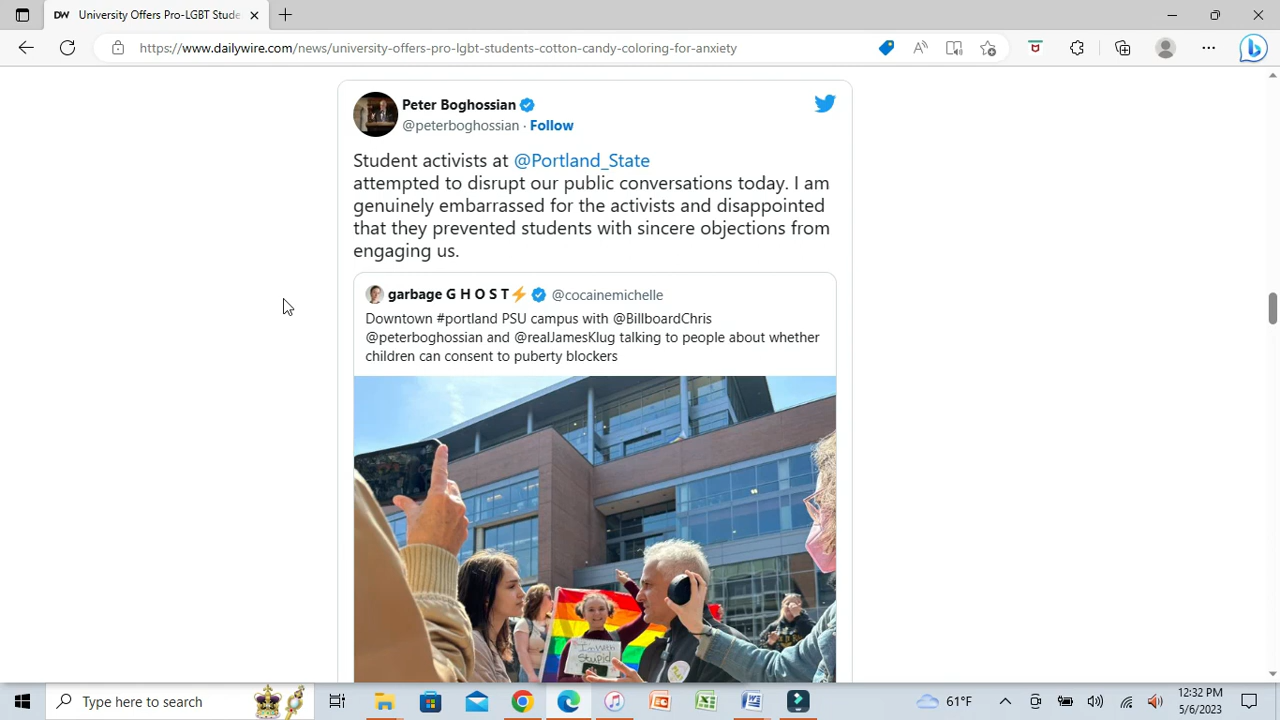 DW University Offers Pro-LGBT Stude
https://www.dailywire.com/news/university-offers-pro-lgbt-students-cotton-candy-coloring-for-anxiety
Peter Boghossian
@peterboghossian · Follow
Student activists at @Portland_State
attempted to disrupt our public conversations today. I am
genuinely embarrassed for the activists and disappointed
that they prevented students with sincere objections from
engaging us.
garbage G H O S T⚡ @cocainemichelle
Downtown #portland PSU campus with @BillboardChris
@peterboghossian and @realJamesKlug talking to people about whether
children can consent to puberty blockers
I'm With
Stupid
Type here to search
61°F
12:32 PM
5/6/2023